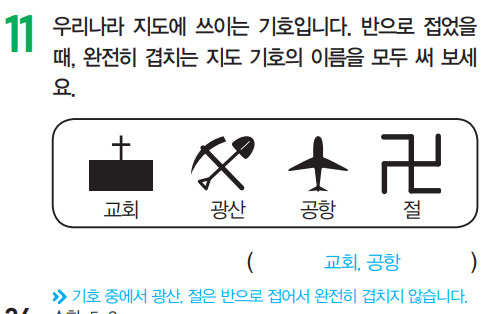 11 우리나라 지도에 쓰이는 기호입니다. 반으로 접었을
때, 완전히 겹치는 지도 기호의 이름을 모두 써 보세
요.
교회 광산 공항 절
( 교회, 공항 )
기호 중에서 광산, 절은 반으로 접어서 완전히 겹치지 않습니다.